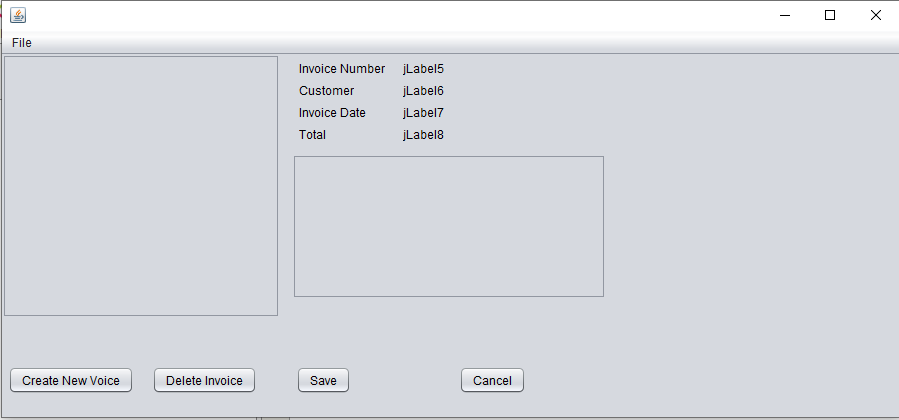 File
Invoice Number jLabel5
Customer jLabel6
Invoice Date jLabel7
Total jLabel8
Create New Voice Delete Invoice Save Cancel